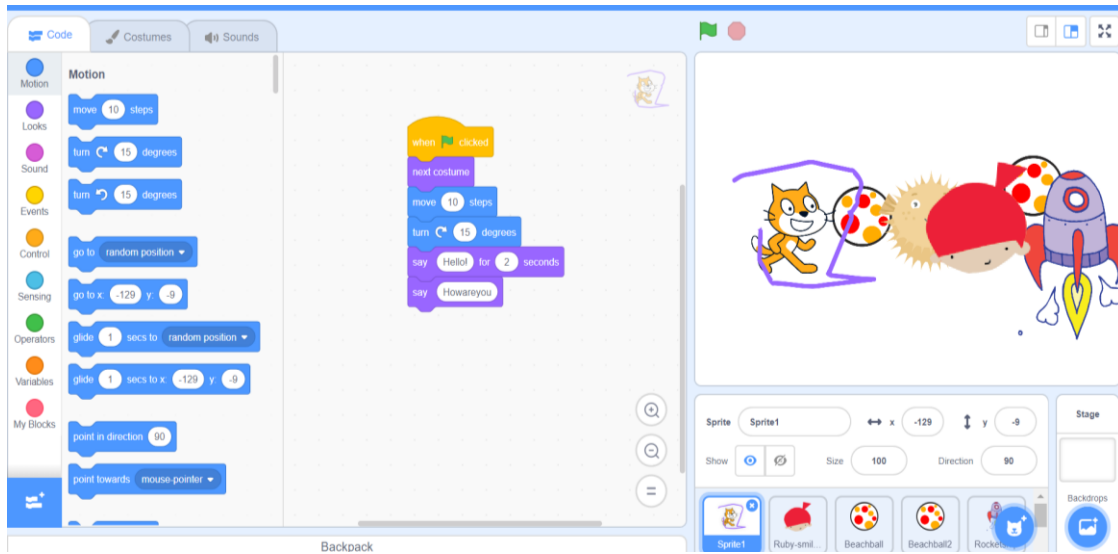 Code Costumes Sounds
Motion
Looks
Sound
Events
Control
Sensing
Operators
Variables
My Blocks
Motion
move 10 steps
turn 15 degrees
turn 15 degrees
go to random position
go to x: -129 y: -9
glide 1 secs to random position
glide 1 secs to x: -129 y: -9
point in direction 90
point towards mouse-pointer
when clicked
next costume
move 10 steps
turn 15 degrees
say Hello! for 2 seconds
say Howareyou
Backpack
Sprite Sprite1 x -129 y -9
Show Size 100 Direction 90
Sprite1 Ruby-smil... Beachball Beachball2
Stage
Backdrops